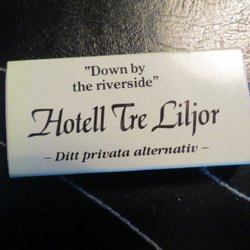 ”Down by
the riverside”
Hotell Tre Liljor
– Ditt privata alternativ –